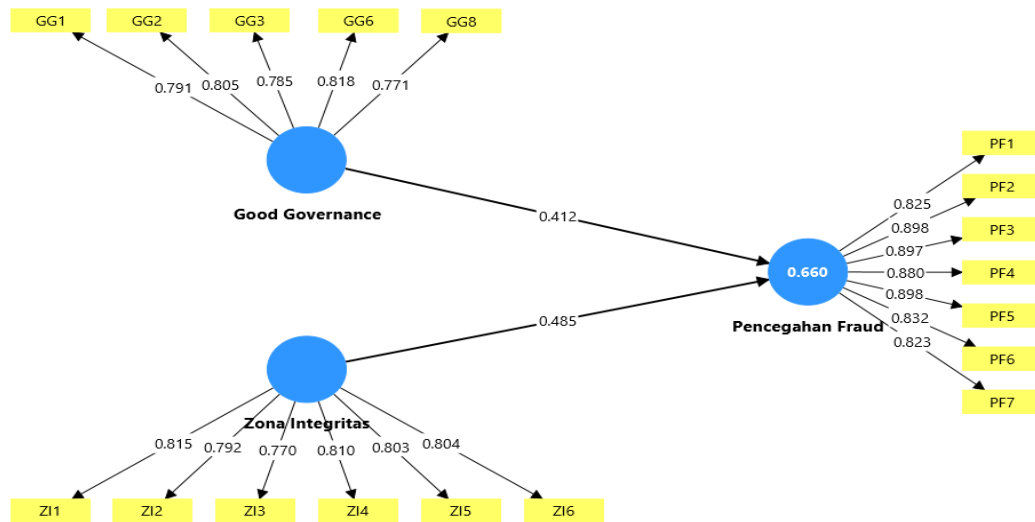 GG1 GG2 GG3 GG6 GG8
0.791 0.805 0.785 0.818 0.771
Good Governance
0.412
PF1
PF2
PF3
PF4
PF5
PF6
PF7
0.825
0.898
0.897
0.880
0.898
0.832
0.823
0.660
Pencegahan Fraud
0.485
Zona Integritas
0.815 0.792 0.770 0.810 0.803 0.804
ZI1 ZI2 ZI3 ZI4 ZI5 ZI6